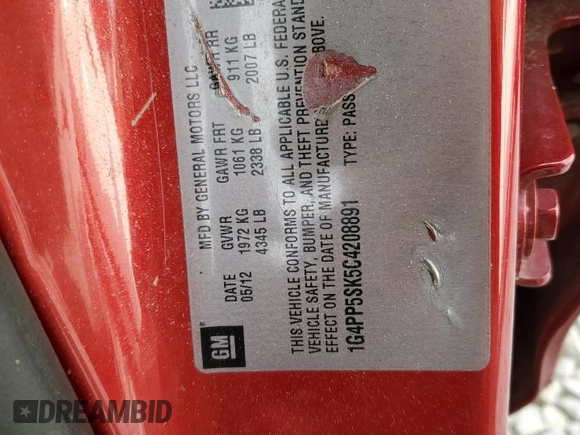 MFD BY GENERAL MOTORS LLC
DATE GVWR GAWR FRT GAWR RR
05/12 1972 KG 1061 KG 911 KG
4345 LB 2338 LB 2007 LB
THIS VEHICLE CONFORMS TO ALL APPLICABLE U.S. FEDERA
VEHICLE SAFETY, BUMPER, AND THEFT PREVENTION STAND
EFFECT ON THE DATE OF MANUFACTURE ABOVE.
1G4PP5SK5C4208891 TYPE: PASS
GM
DREAMBID